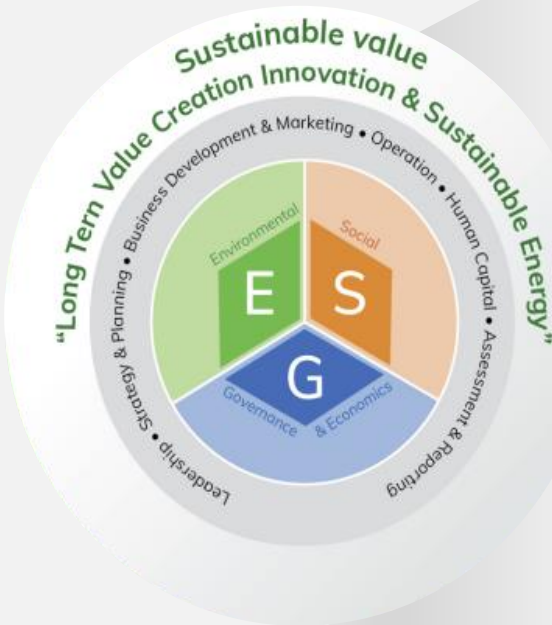 Sustainable value
“Long Tern Value Creation Innovation & Sustainable Energy”
Leadership • Strategy & Planning • Business Development & Marketing • Operation • Human Capital • Assessment & Reporting
Environmental
Social
E
S
G
Governance & Economics